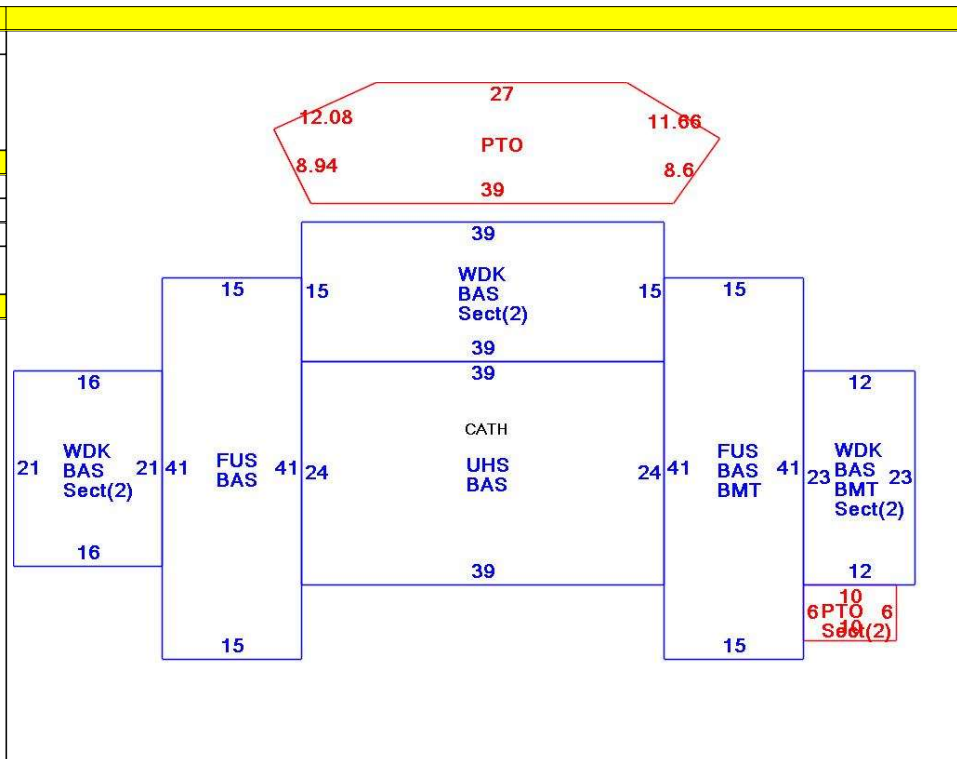 27
12.08
11.66
PTO
8.94
8.6
39
39
WDK
15
BAS
15
Sect(2)
39
15
15
39
16
12
CATH
WDK
21
BAS
21
Sect(2)
16
41
FUS
41
BAS
24
UHS
24
BAS
41
FUS
41
BAS
BMT
WDK
23
BAS
23
BMT
Sect(2)
12
39
10
6
PTO
6
10
Sect(2)
15
15